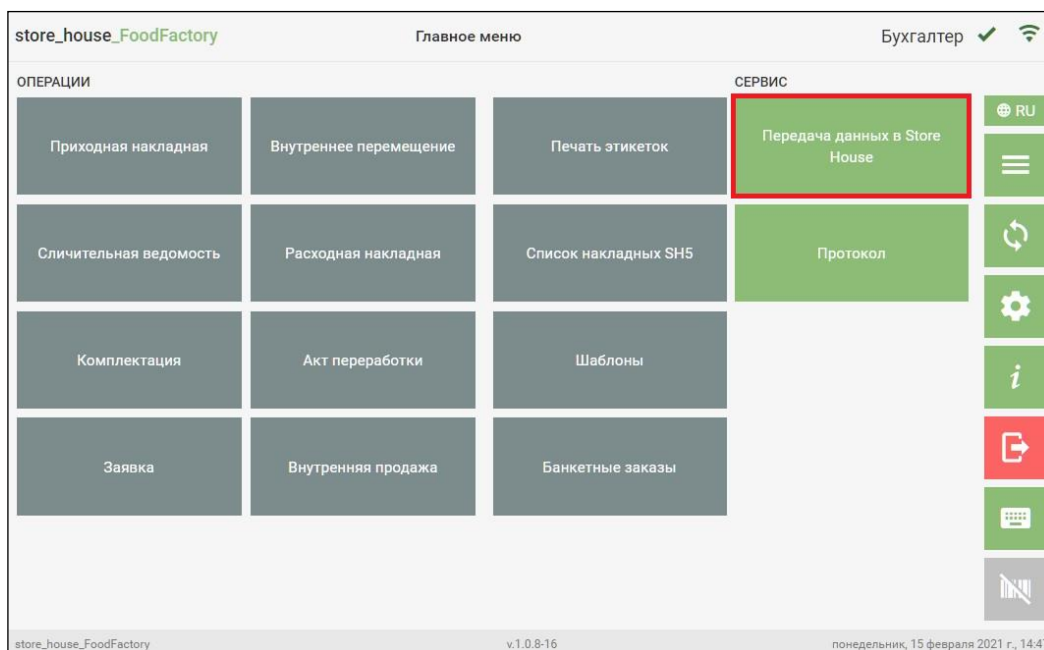 store_house_FoodFactory
Главное меню
Бухгалтер
ОПЕРАЦИИ
СЕРВИС
Приходная накладная
Внутреннее перемещение
Печать этикеток
Передача данных в Store
House
RU
Сличительная ведомость
Расходная накладная
Список накладных SH5
Протокол
Комплектация
Акт переработки
Шаблоны
i
Заявка
Внутренняя продажа
Банкетные заказы
store_house_FoodFactory
v.1.0.8-16
понедельник, 15 февраля 2021 г., 14:4